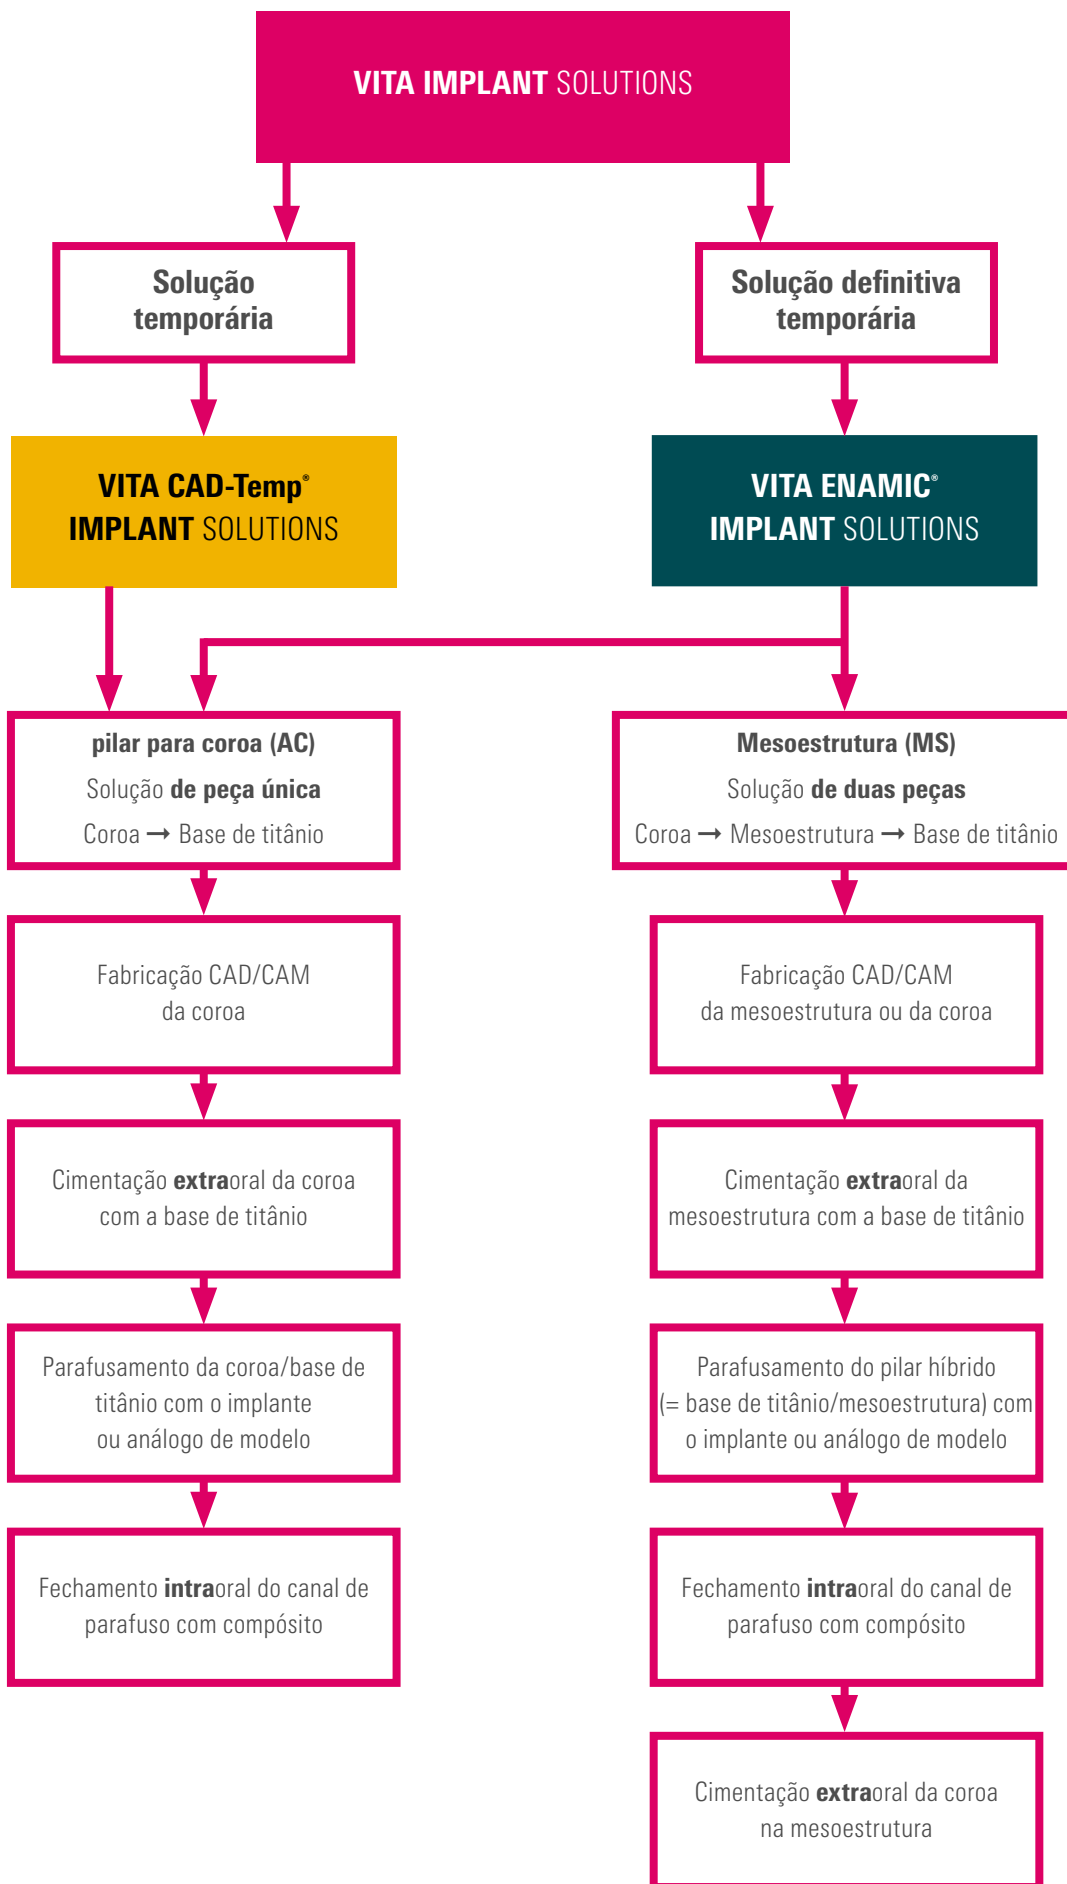 VITA IMPLANT SOLUTIONS
Solução
temporária
Solução definitiva
temporária
VITA CAD-Temp®
IMPLANT SOLUTIONS
VITA ENAMIC®
IMPLANT SOLUTIONS
pilar para coroa (AC)
Solução de peça única
Coroa → Base de titânio
Mesoestrutura (MS)
Solução de duas peças
Coroa → Mesoestrutura → Base de titânio
Fabricação CAD/CAM
da coroa
Fabricação CAD/CAM
da mesoestrutura ou da coroa
Cimentação extraoral da coroa
com a base de titânio
Cimentação extraoral da
mesoestrutura com a base de titânio
Parafusamento da coroa/base de
titânio com o implante
ou análogo de modelo
Parafusamento do pilar híbrido
(= base de titânio/mesoestrutura) com
o implante ou análogo de modelo
Fechamento intraoral do canal de
parafuso com compósito
Fechamento intraoral do canal de
parafuso com compósito
Cimentação extraoral da coroa
na mesoestrutura